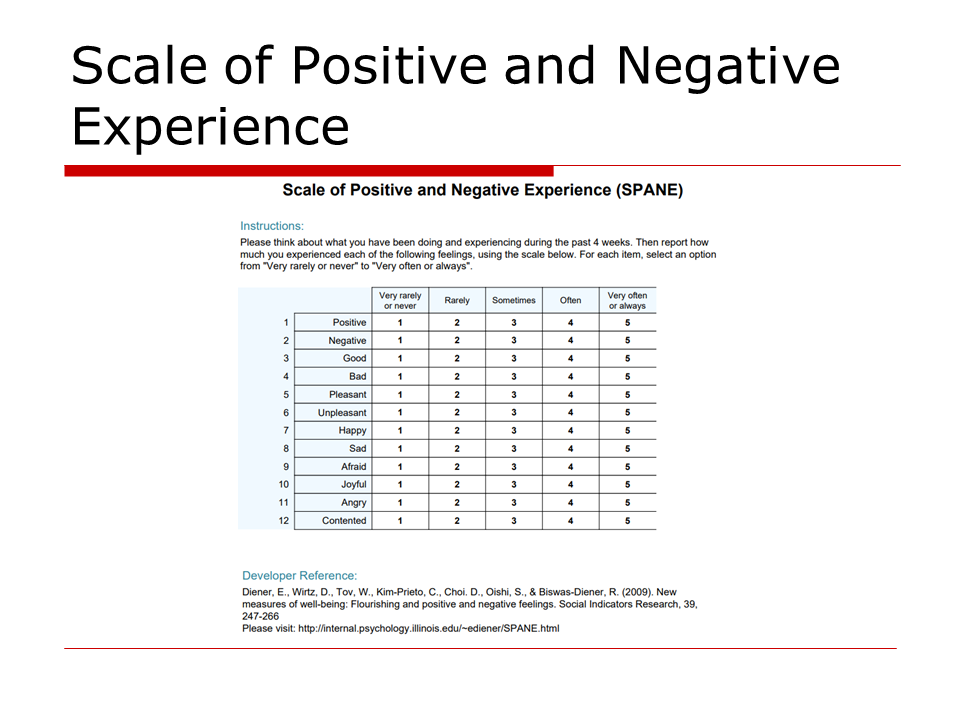 Scale of Positive and Negative
Experience
Scale of Positive and Negative Experience (SPANE)
Instructions:
Please think about what you have been doing and experiencing during the past 4 weeks. Then report how
much you experienced each of the following feelings, using the scale below. For each item, select an option
from "Very rarely or never" to "Very often or always".
Very rarely or never Rarely Sometimes Often Very often or always
1 Positive 1 2 3 4 5
2 Negative 1 2 3 4 5
3 Good 1 2 3 4 5
4 Bad 1 2 3 4 5
5 Pleasant 1 2 3 4 5
6 Unpleasant 1 2 3 4 5
7 Happy 1 2 3 4 5
8 Sad 1 2 3 4 5
9 Afraid 1 2 3 4 5
10 Joyful 1 2 3 4 5
11 Angry 1 2 3 4 5
12 Contented 1 2 3 4 5
Developer Reference:
Diener, E., Wirtz, D., Tov, W., Kim-Prieto, C., Choi. D., Oishi, S., & Biswas-Diener, R. (2009). New
measures of well-being: Flourishing and positive and negative feelings. Social Indicators Research, 39,
247-266
Please visit: http://internal.psychology.illinois.edu/~ediener/SPANE.html